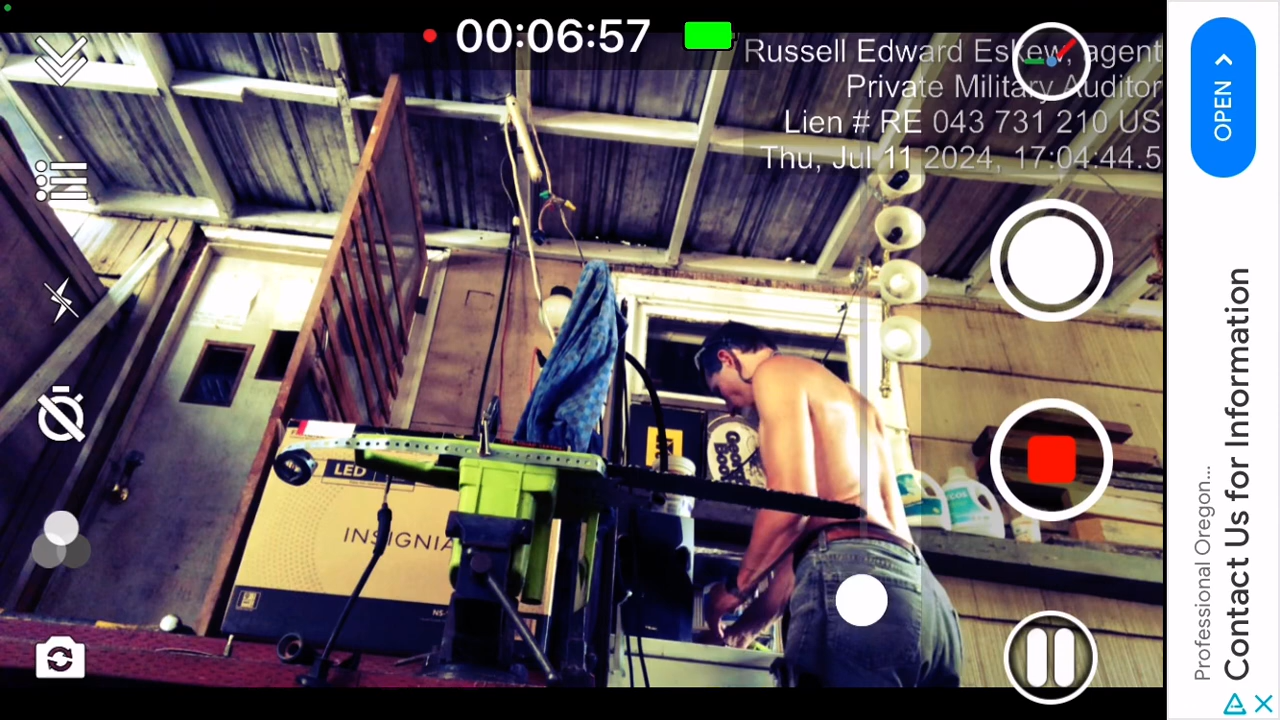 00:06:57
Russell Edward Eskew, agent
Private Military Auditor
Lien # RE 043 731 210 US
Thu, Jul 11 2024, 17:04:44.5
LED
INSIGNIA
OPEN >
Professional Oregon...
Contact Us for Information